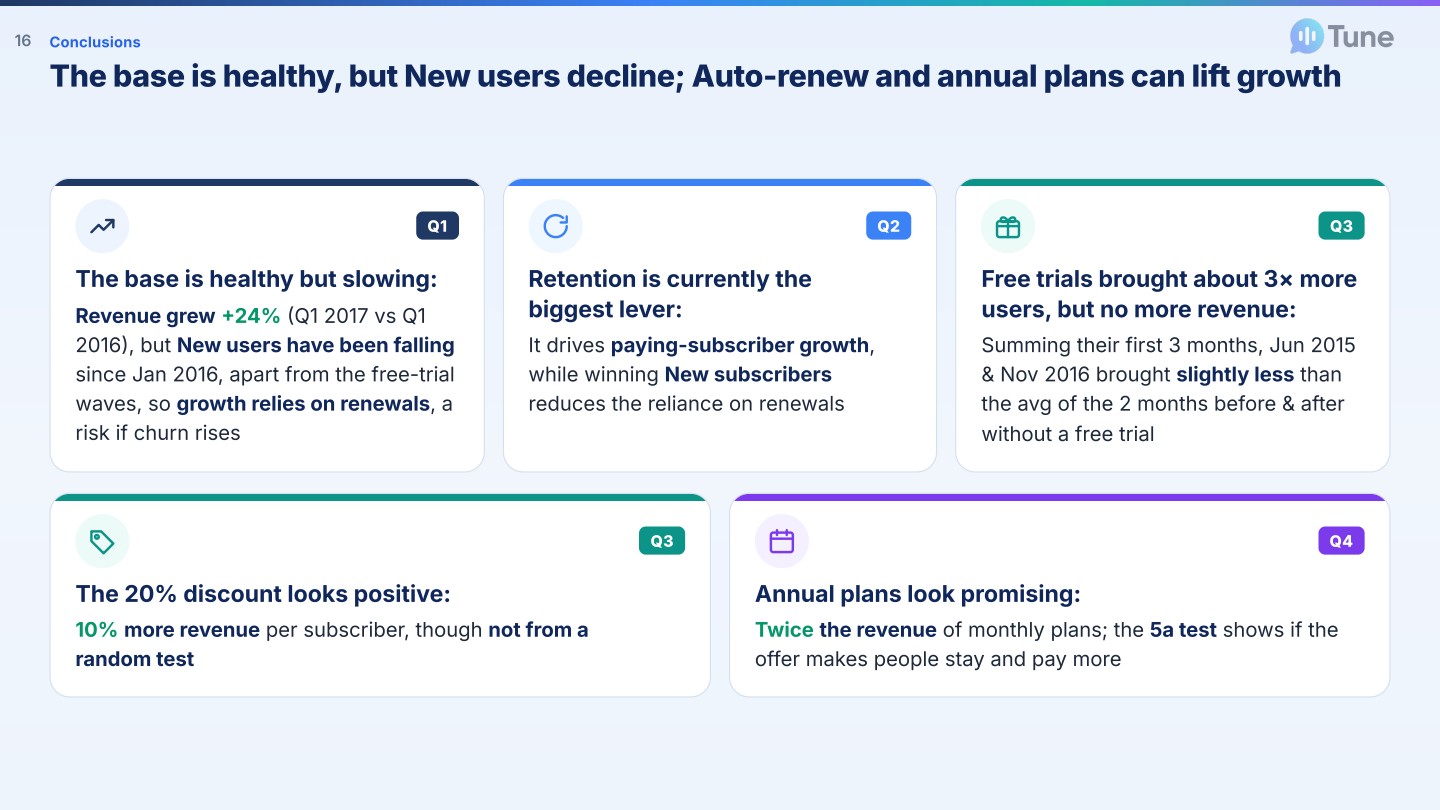 16 Conclusions
Tune
The base is healthy, but New users decline; Auto-renew and annual plans can lift growth
Q1
The base is healthy but slowing:
Revenue grew +24% (Q1 2017 vs Q1
2016), but New users have been falling
since Jan 2016, apart from the free-trial
waves, so growth relies on renewals, a
risk if churn rises
Q2
Retention is currently the
biggest lever:
It drives paying-subscriber growth,
while winning New subscribers
reduces the reliance on renewals
Q3
Free trials brought about 3× more
users, but no more revenue:
Summing their first 3 months, Jun 2015
& Nov 2016 brought slightly less than
the avg of the 2 months before & after
without a free trial
Q3
The 20% discount looks positive:
10% more revenue per subscriber, though not from a
random test
Q4
Annual plans look promising:
Twice the revenue of monthly plans; the 5a test shows if the
offer makes people stay and pay more